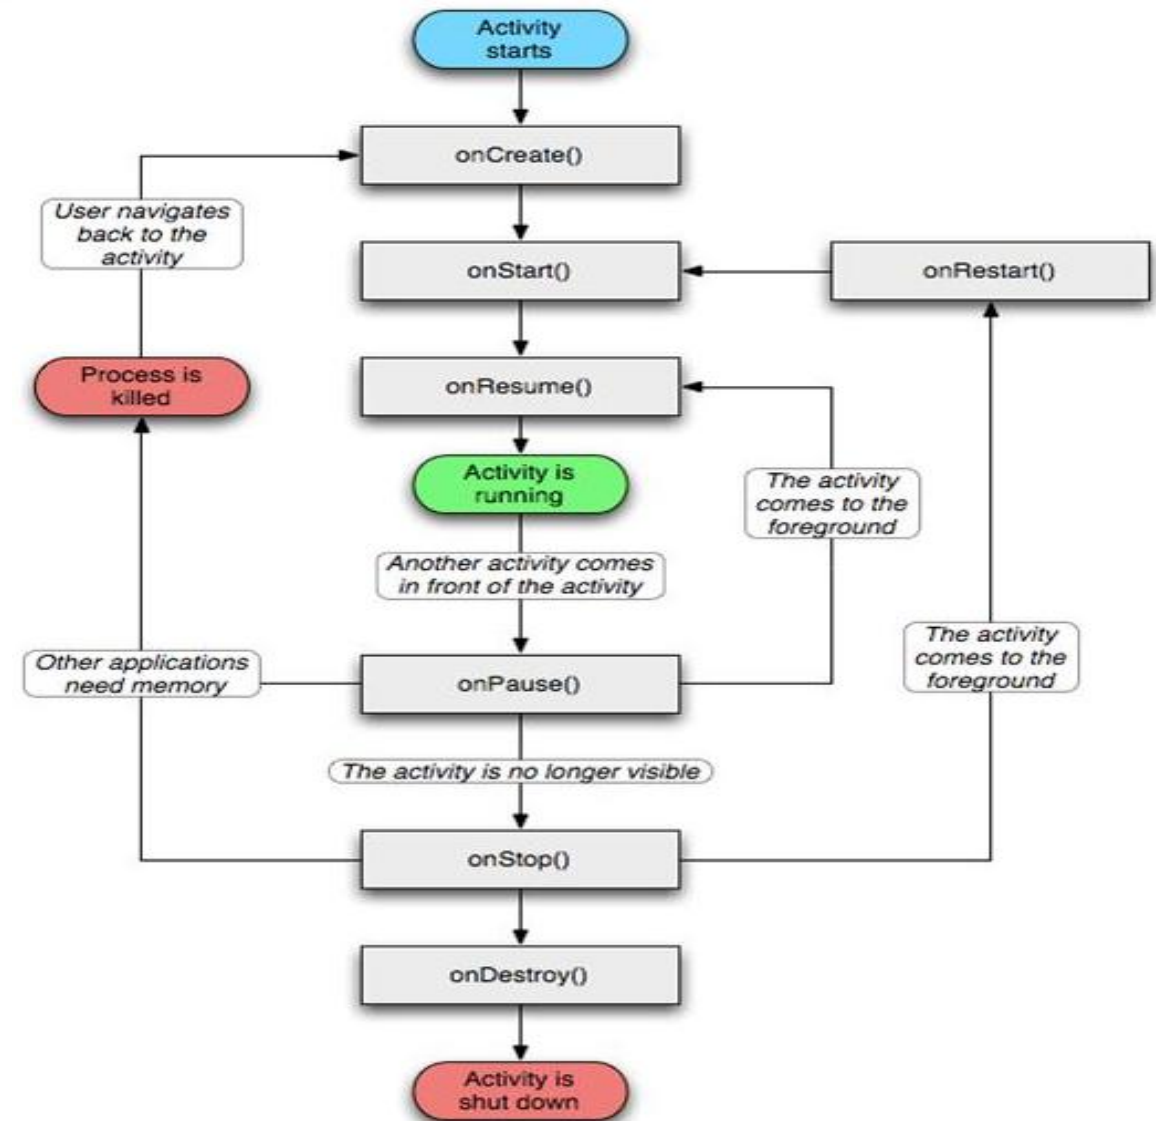 Activity
starts
onCreate()
User navigates
back to the
activity
onStart()
onRestart()
Process is
killed
onResume()
Activity is
running
The activity
comes to the
foreground
Another activity comes
in front of the activity
The activity
comes to the
foreground
Other applications
need memory
onPause()
The activity is no longer visible
onStop()
onDestroy()
Activity is
shut down